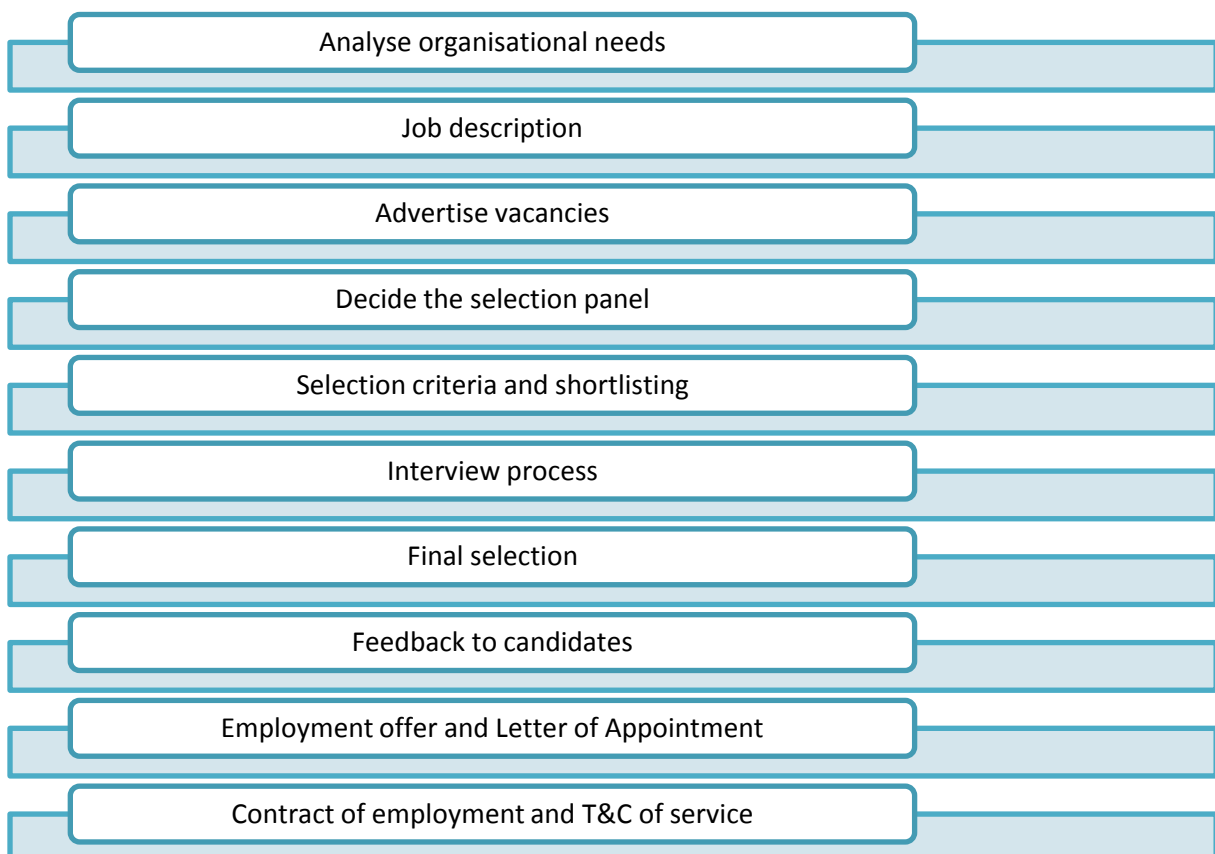 Analyse organisational needs
Job description
Advertise vacancies
Decide the selection panel
Selection criteria and shortlisting
Interview process
Final selection
Feedback to candidates
Employment offer and Letter of Appointment
Contract of employment and T&C of service